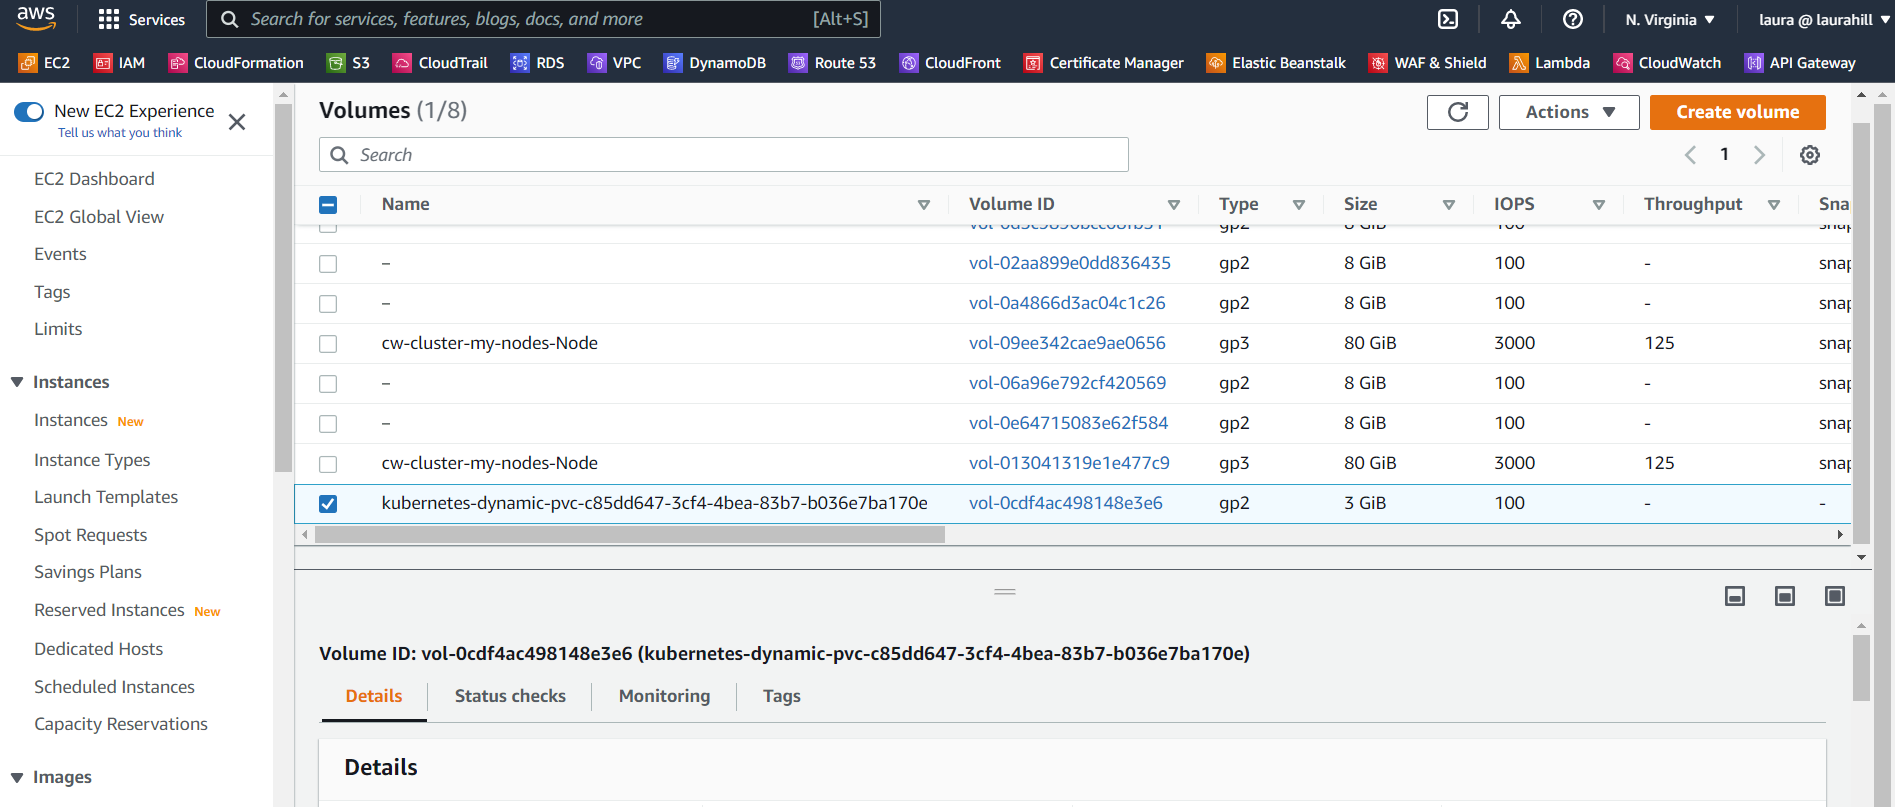 aws Services Search for services, features, blogs, docs, and more [Alt+S] N. Virginia ▼ laura @ laurahill ▼
EC2 IAM CloudFormation S3 CloudTrail RDS VPC DynamoDB Route 53 CloudFront Certificate Manager Elastic Beanstalk WAF & Shield Lambda CloudWatch API Gateway
New EC2 Experience
Tell us what you think
EC2 Dashboard
EC2 Global View
Events
Tags
Limits
Instances
Instances New
Instance Types
Launch Templates
Spot Requests
Savings Plans
Reserved Instances New
Dedicated Hosts
Scheduled Instances
Capacity Reservations
Images
Volumes (1/8) Actions ▼ Create volume
Search 1
Name Volume ID Type Size IOPS Throughput Sna
gp2 8 GiB 100 - snap
– vol-02aa899e0dd836435 gp2 8 GiB 100 - snap
– vol-0a4866d3ac04c1c26 gp2 8 GiB 100 - snap
cw-cluster-my-nodes-Node vol-09ee342cae9ae0656 gp3 80 GiB 3000 125 snap
– vol-06a96e792cf420569 gp2 8 GiB 100 - snap
– vol-0e64715083e62f584 gp2 8 GiB 100 - snap
cw-cluster-my-nodes-Node vol-013041319e1e477c9 gp3 80 GiB 3000 125 snap
kubernetes-dynamic-pvc-c85dd647-3cf4-4bea-83b7-b036e7ba170e vol-0cdf4ac498148e3e6 gp2 3 GiB 100 - -
Volume ID: vol-0cdf4ac498148e3e6 (kubernetes-dynamic-pvc-c85dd647-3cf4-4bea-83b7-b036e7ba170e)
Details Status checks Monitoring Tags
Details